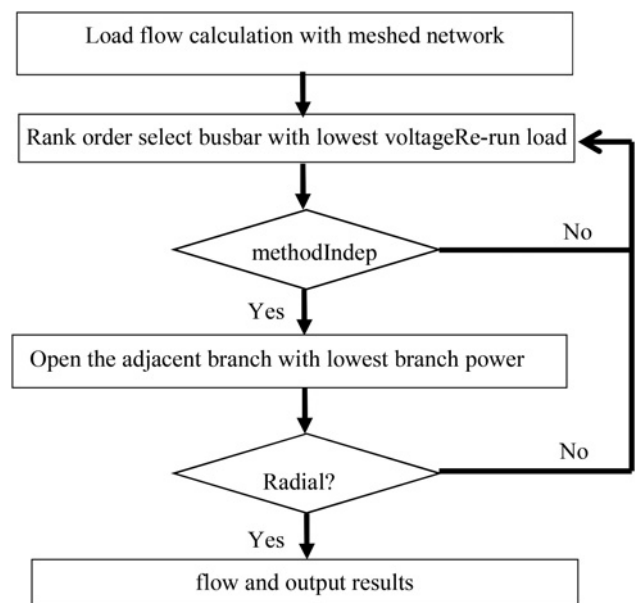 Load flow calculation with meshed network
Rank order select busbar with lowest voltageRe-run load
methodIndep
No
Yes
Open the adjacent branch with lowest branch power
Radial?
No
Yes
flow and output results